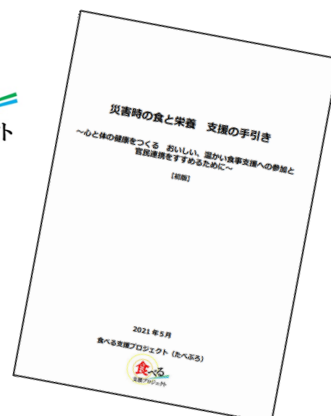 ト
災害時の食と栄養　支援の手引き
～心と体の健康をつくる　おいしい、温かい食事支援への参加と
官民連携をすすめるために～
【初版】
2021年5月
食べる支援プロジェクト（たべぷろ）
食べる
支援プロジェクト